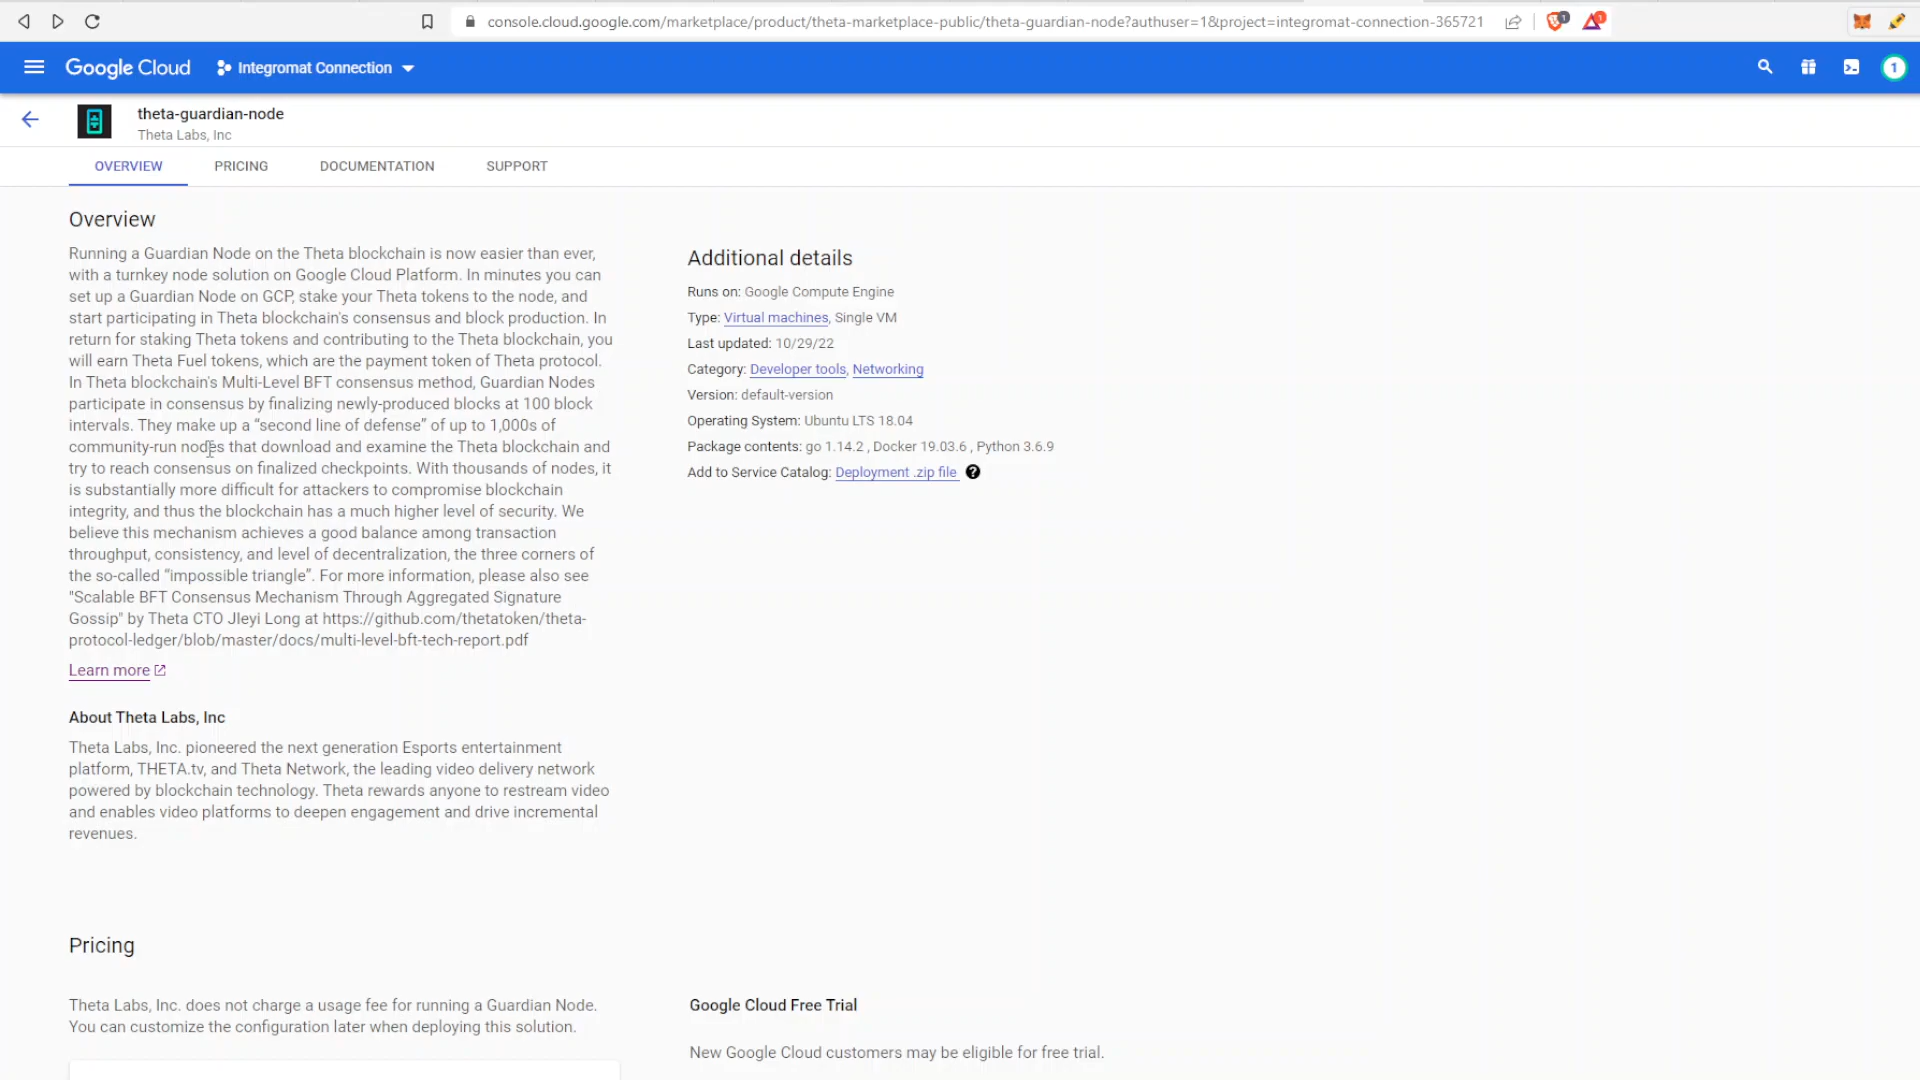 console.cloud.google.com/marketplace/product/theta-marketplace-public/theta-guardian-node?authuser=1&project=integromat-connection-365721
1
1
Google Cloud
Integromat Connection
1
theta-guardian-node
Theta Labs, Inc
OVERVIEW
PRICING
DOCUMENTATION
SUPPORT
Overview
Running a Guardian Node on the Theta blockchain is now easier than ever,
with a turnkey node solution on Google Cloud Platform. In minutes you can
set up a Guardian Node on GCP, stake your Theta tokens to the node, and
start participating in Theta blockchain's consensus and block production. In
return for staking Theta tokens and contributing to the Theta blockchain, you
will earn Theta Fuel tokens, which are the payment token of Theta protocol.
In Theta blockchain's Multi-Level BFT consensus method, Guardian Nodes
participate in consensus by finalizing newly-produced blocks at 100 block
intervals. They make up a “second line of defense” of up to 1,000s of
community-run nodes that download and examine the Theta blockchain and
try to reach consensus on finalized checkpoints. With thousands of nodes, it
is substantially more difficult for attackers to compromise blockchain
integrity, and thus the blockchain has a much higher level of security. We
believe this mechanism achieves a good balance among transaction
throughput, consistency, and level of decentralization, the three corners of
the so-called “impossible triangle”. For more information, please also see
"Scalable BFT Consensus Mechanism Through Aggregated Signature
Gossip" by Theta CTO JIeyi Long at https://github.com/thetatoken/theta-
protocol-ledger/blob/master/docs/multi-level-bft-tech-report.pdf
Learn more
About Theta Labs, Inc
Theta Labs, Inc. pioneered the next generation Esports entertainment
platform, THETA.tv, and Theta Network, the leading video delivery network
powered by blockchain technology. Theta rewards anyone to restream video
and enables video platforms to deepen engagement and drive incremental
revenues.
Additional details
Runs on: Google Compute Engine
Type: Virtual machines, Single VM
Last updated: 10/29/22
Category: Developer tools, Networking
Version: default-version
Operating System: Ubuntu LTS 18.04
Package contents: go 1.14.2 , Docker 19.03.6 , Python 3.6.9
Add to Service Catalog: Deployment .zip file ?
Pricing
Theta Labs, Inc. does not charge a usage fee for running a Guardian Node.
You can customize the configuration later when deploying this solution.
Google Cloud Free Trial
New Google Cloud customers may be eligible for free trial.